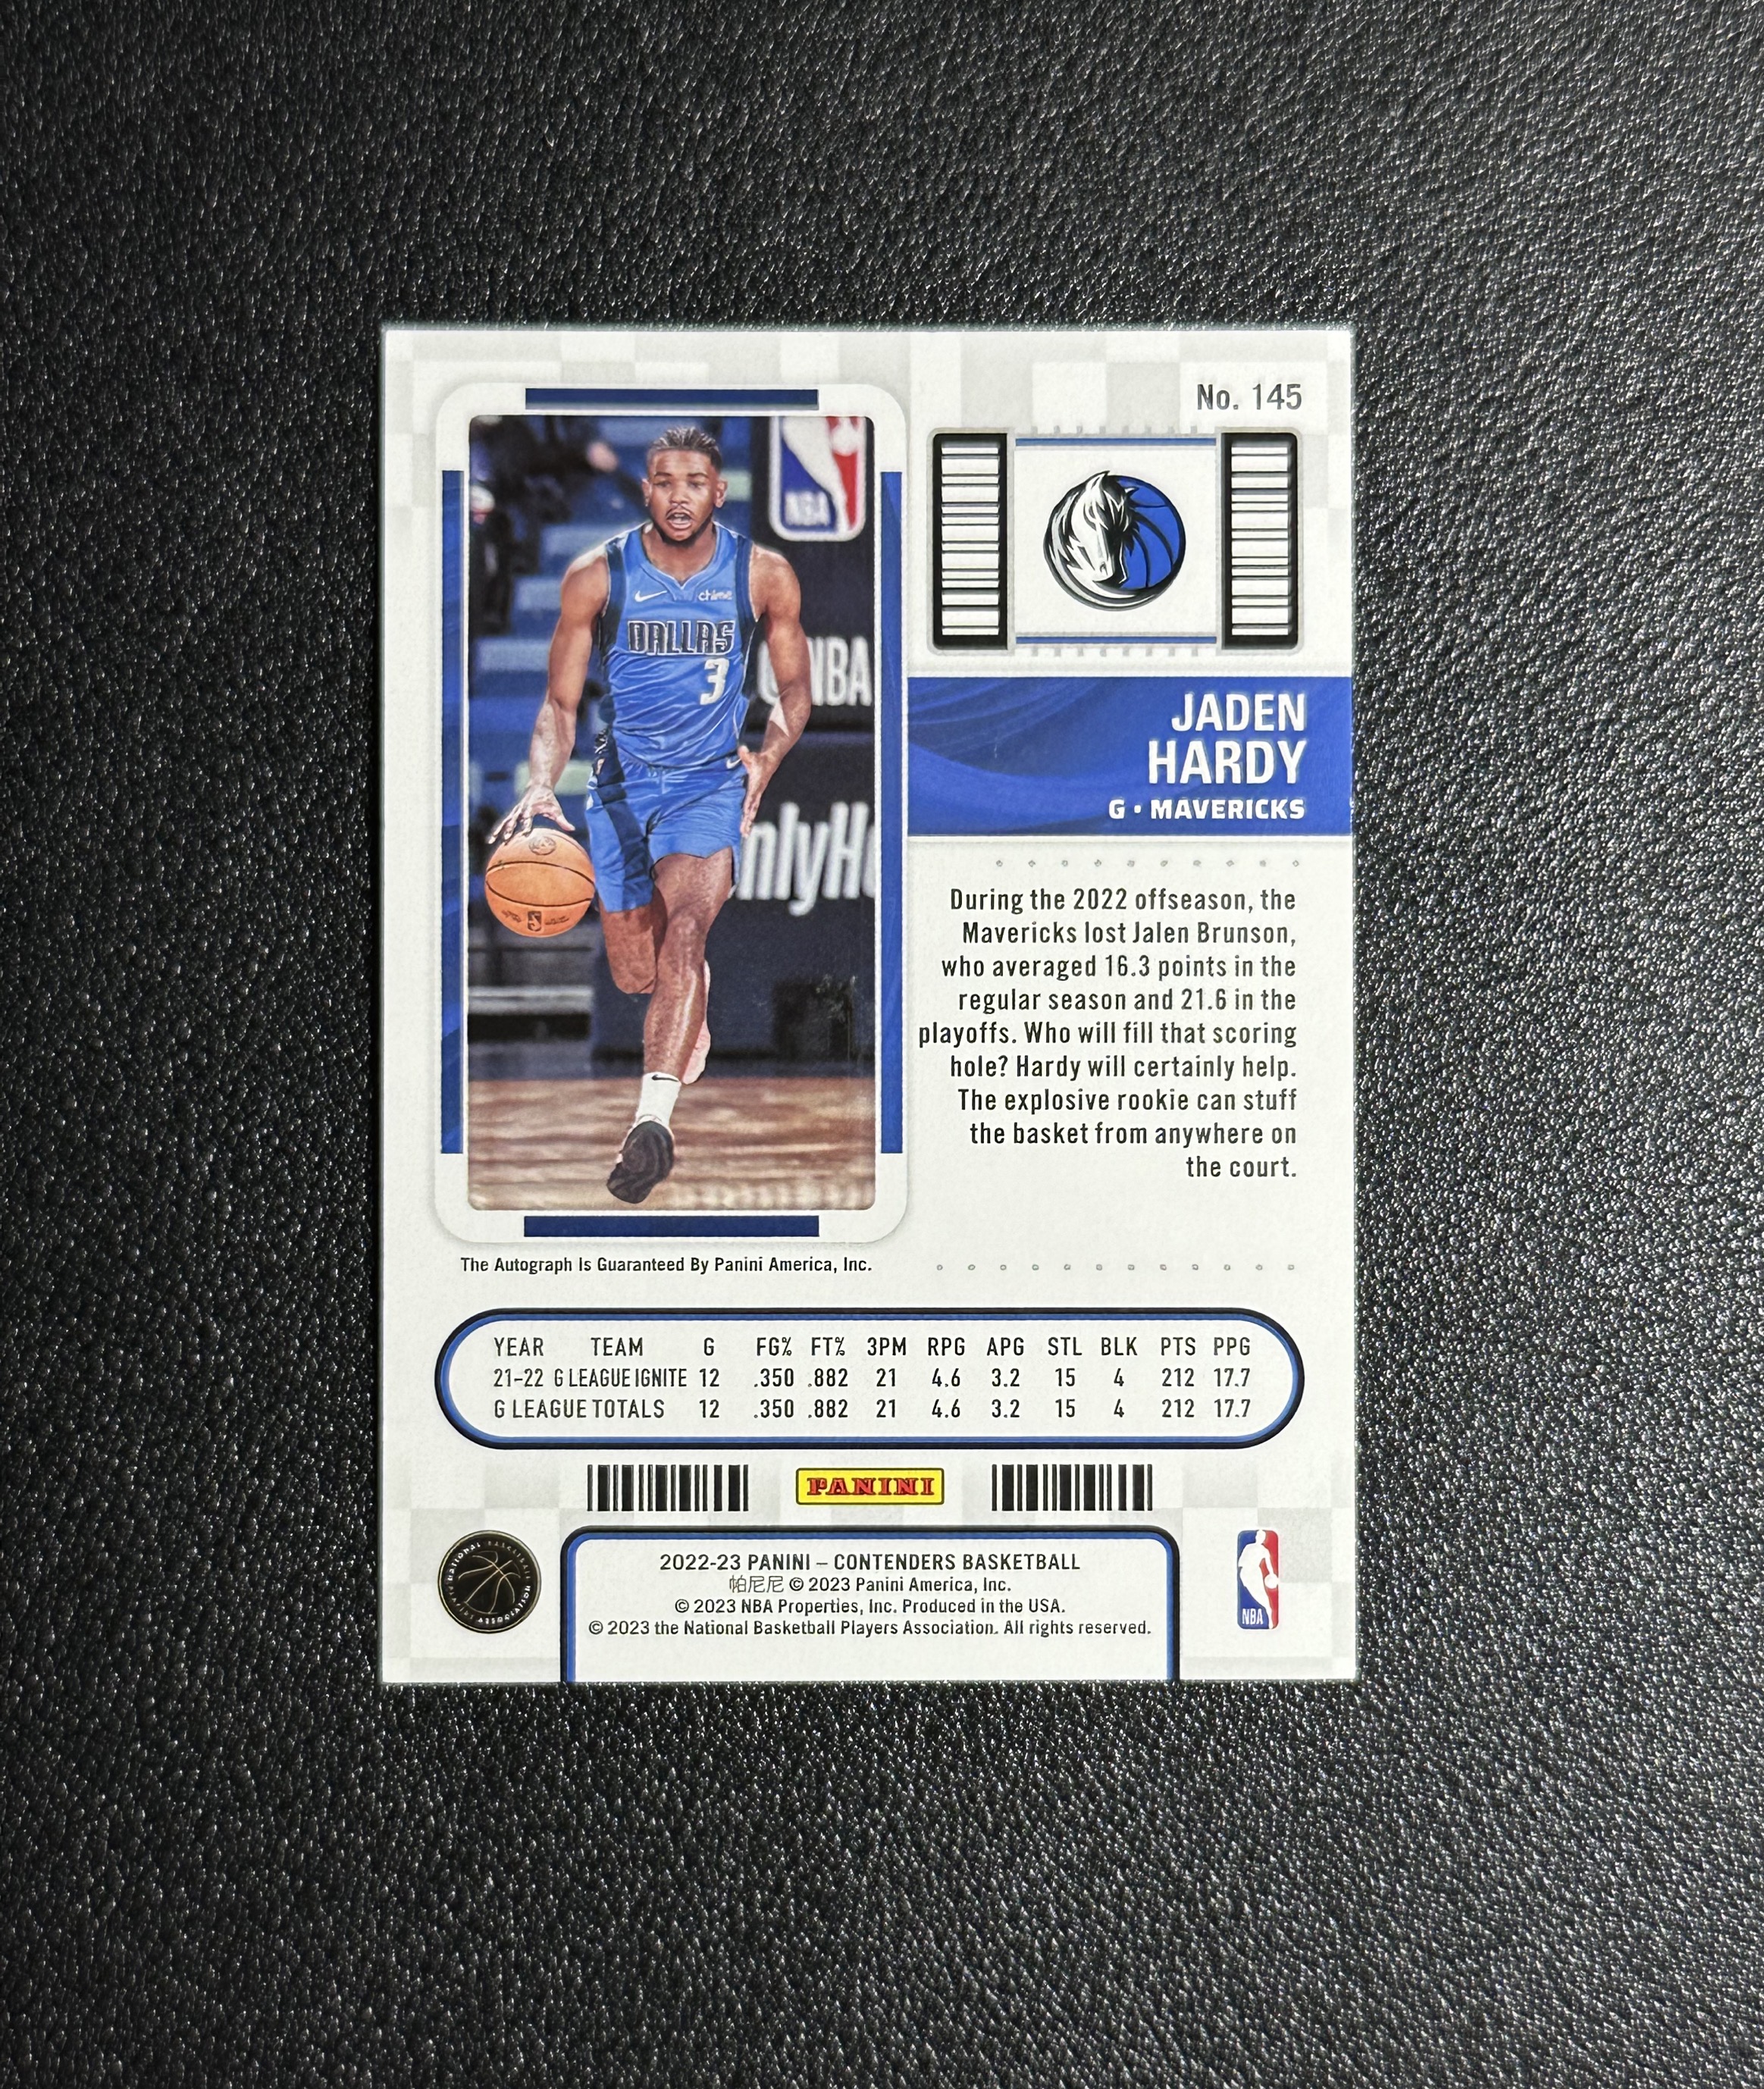 No. 145
NBA
chime
DALLAS
3
NBA
nlyH
JADEN
HARDY
G • MAVERICKS
During the 2022 offseason, the
Mavericks lost Jalen Brunson,
who averaged 16.3 points in the
regular season and 21.6 in the
playoffs. Who will fill that scoring
hole? Hardy will certainly help.
The explosive rookie can stuff
the basket from anywhere on
the court.
The Autograph Is Guaranteed By Panini America, Inc.
YEAR TEAM G FG% FT% 3PM RPG APG STL BLK PTS PPG
21–22 G LEAGUE IGNITE 12 .350 .882 21 4.6 3.2 15 4 212 17.7
G LEAGUE TOTALS 12 .350 .882 21 4.6 3.2 15 4 212 17.7
PANINI
2022-23 PANINI – CONTENDERS BASKETBALL
帕尼尼 © 2023 Panini America, Inc.
© 2023 NBA Properties, Inc. Produced in the USA.
© 2023 the National Basketball Players Association. All rights reserved.
NBA